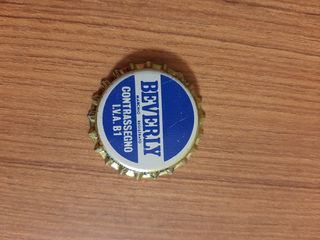 BEVERLY
CONTRASSEGNO
I.V.A. B1